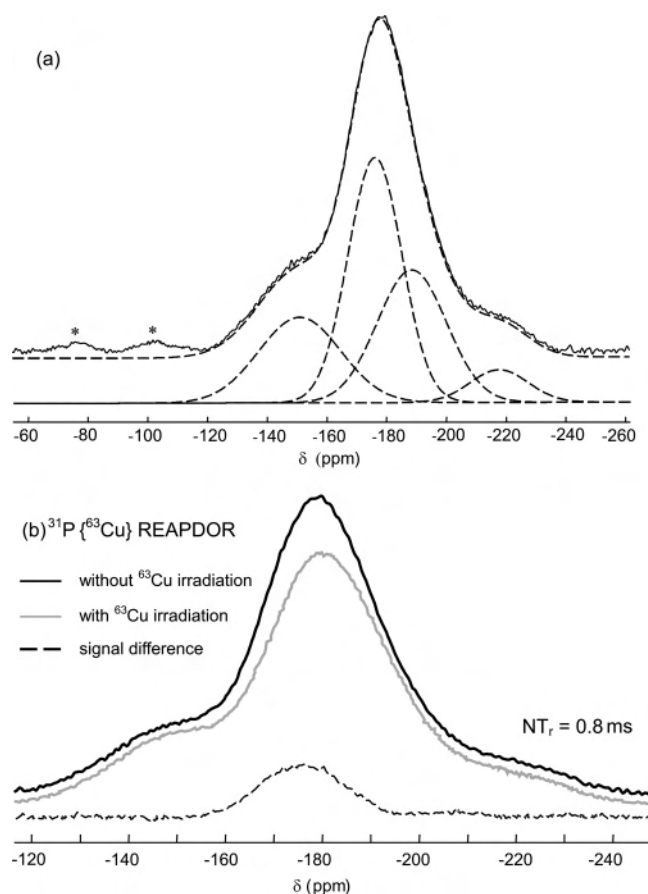 (a)
* *
-60 -80 -100 -120 -140 -160 -180 -200 -220 -240 -260
δ (ppm)
(b) ³¹P {⁶³Cu} REAPDOR
without ⁶³Cu irradiation
with ⁶³Cu irradiation
signal difference
NTᵣ = 0.8 ms
-120 -140 -160 -180 -200 -220 -240
δ (ppm)